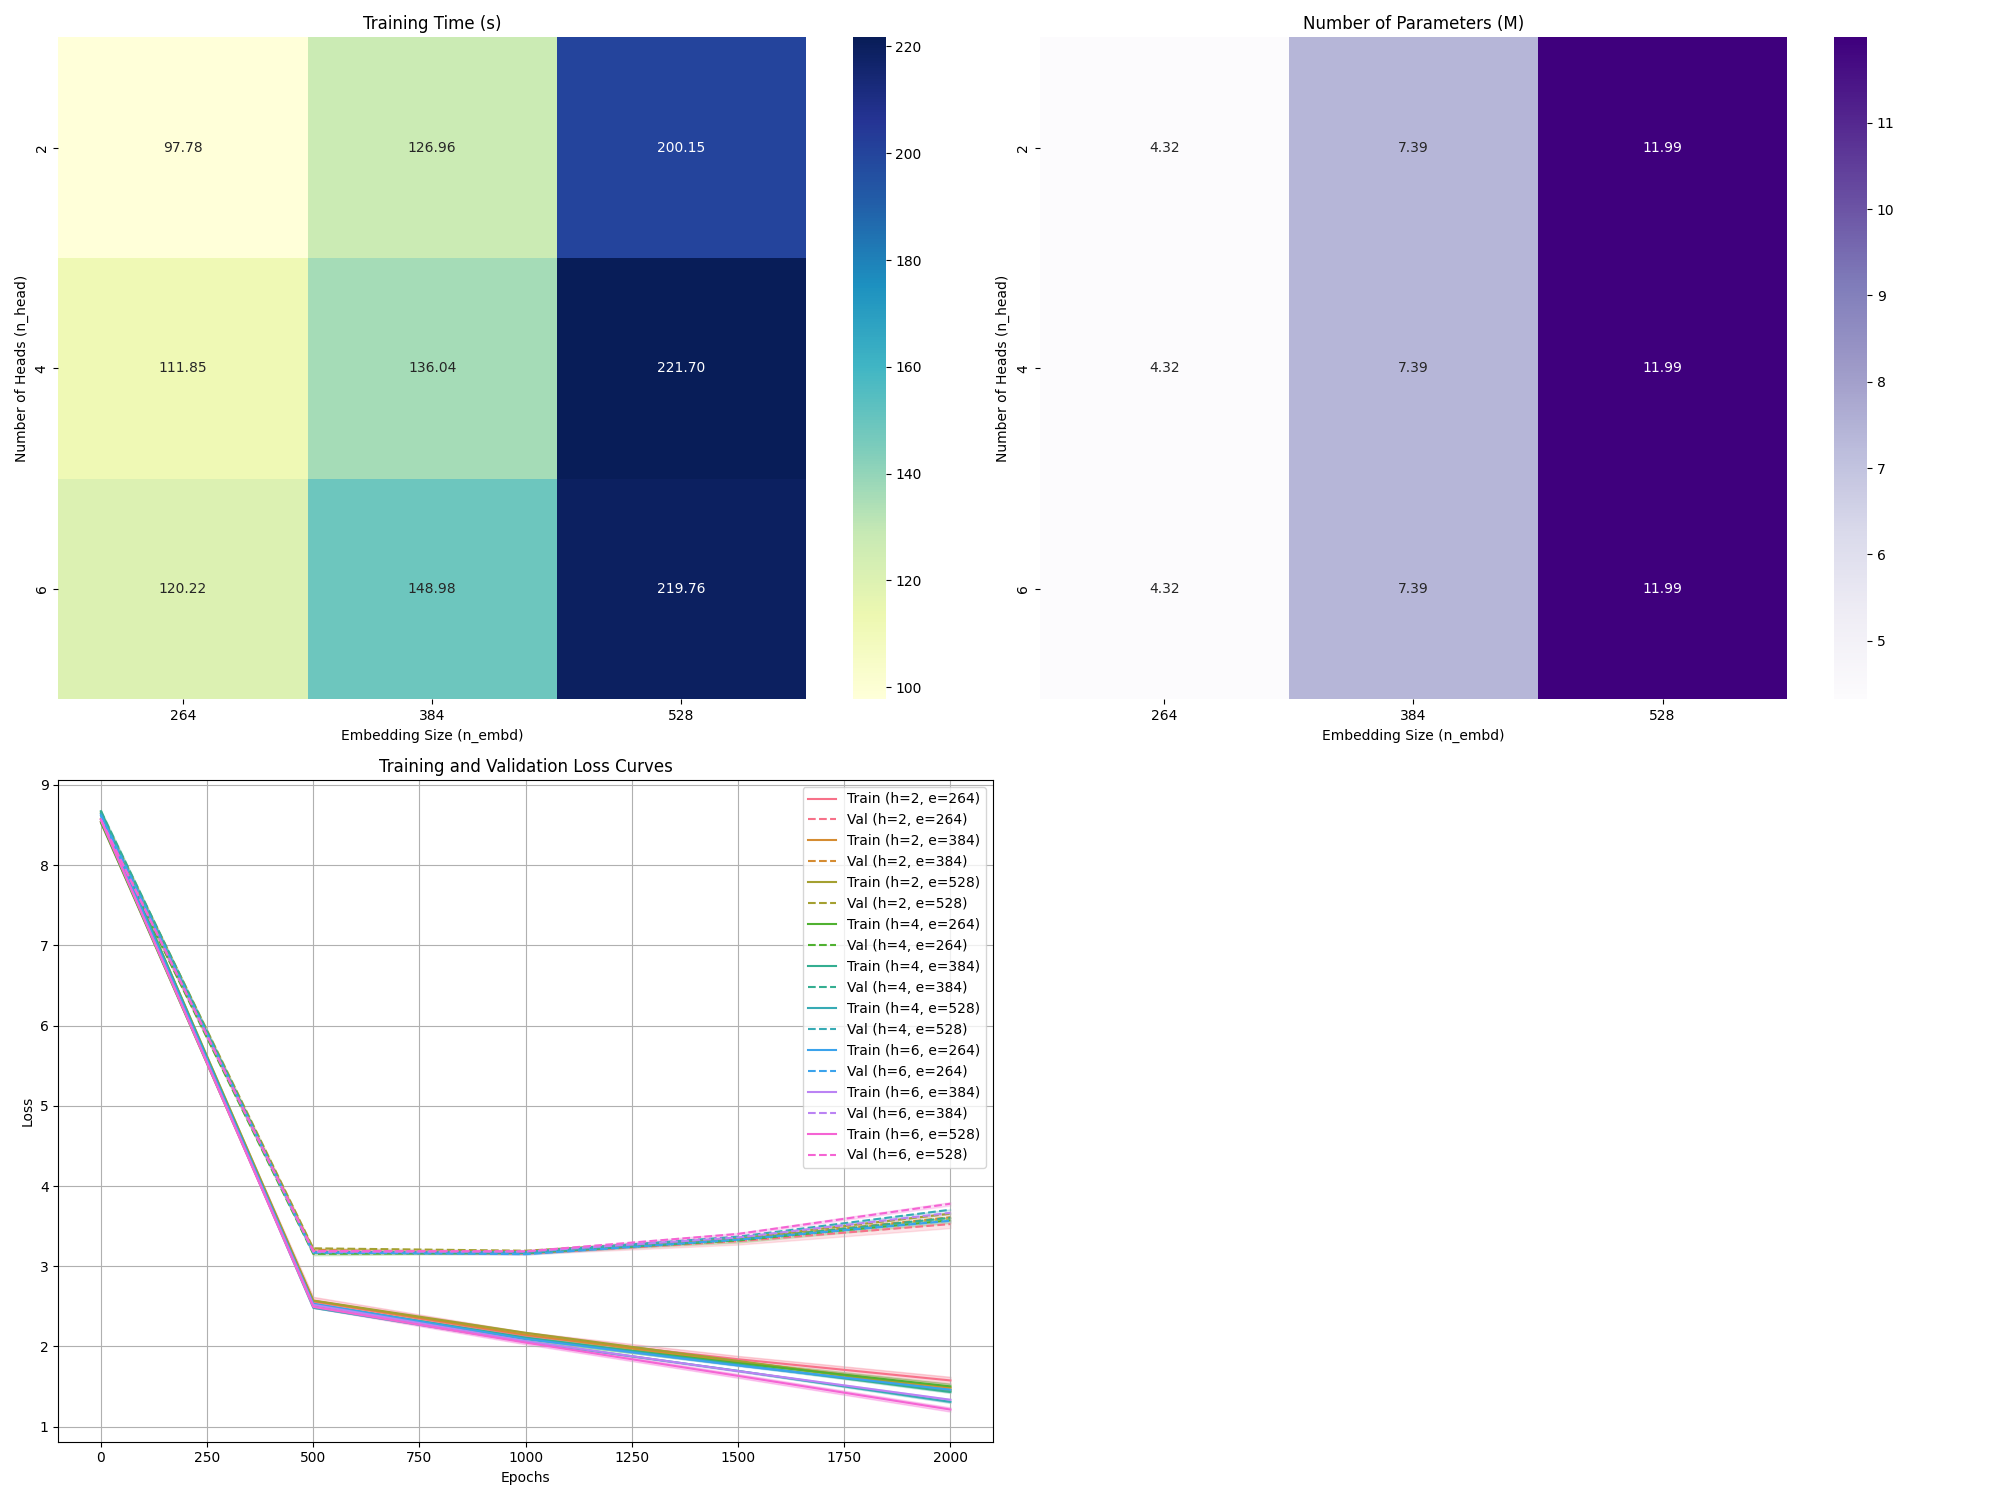 Training Time (s)
97.78 126.96 200.15
111.85 136.04 221.70
120.22 148.98 219.76
2
4
6
Number of Heads (n_head)
264 384 528
Embedding Size (n_embd)
220
200
180
160
140
120
100
Number of Parameters (M)
4.32 7.39 11.99
4.32 7.39 11.99
4.32 7.39 11.99
2
4
6
Number of Heads (n_head)
264 384 528
Embedding Size (n_embd)
11
10
9
8
7
6
5
Training and Validation Loss Curves
9
8
7
6
5
4
3
2
1
Loss
Train (h=2, e=264)
Val (h=2, e=264)
Train (h=2, e=384)
Val (h=2, e=384)
Train (h=2, e=528)
Val (h=2, e=528)
Train (h=4, e=264)
Val (h=4, e=264)
Train (h=4, e=384)
Val (h=4, e=384)
Train (h=4, e=528)
Val (h=4, e=528)
Train (h=6, e=264)
Val (h=6, e=264)
Train (h=6, e=384)
Val (h=6, e=384)
Train (h=6, e=528)
Val (h=6, e=528)
0 250 500 750 1000 1250 1500 1750 2000
Epochs